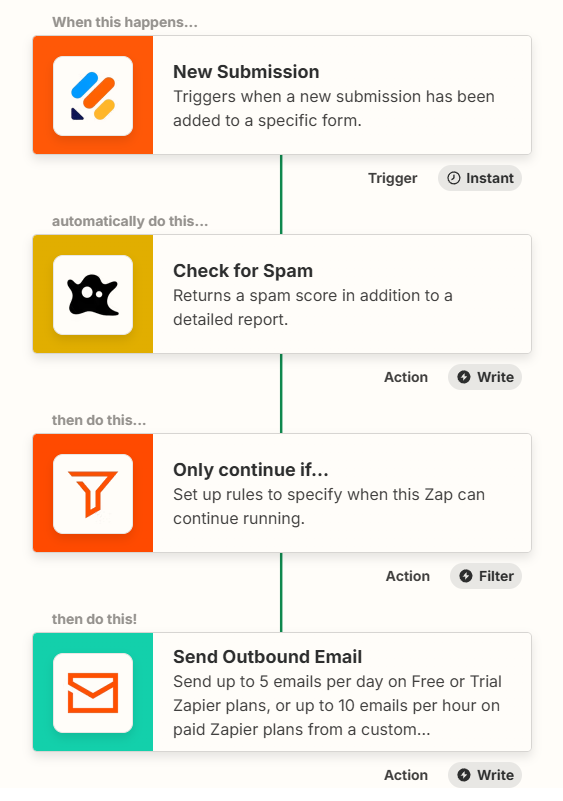 When this happens...
New Submission
Triggers when a new submission has been
added to a specific form.
Trigger
Instant
automatically do this...
Check for Spam
Returns a spam score in addition to a
detailed report.
Action
Write
then do this...
Only continue if...
Set up rules to specify when this Zap can
continue running.
Action
Filter
then do this!
Send Outbound Email
Send up to 5 emails per day on Free or Trial
Zapier plans, or up to 10 emails per hour on
paid Zapier plans from a custom...
Action
Write